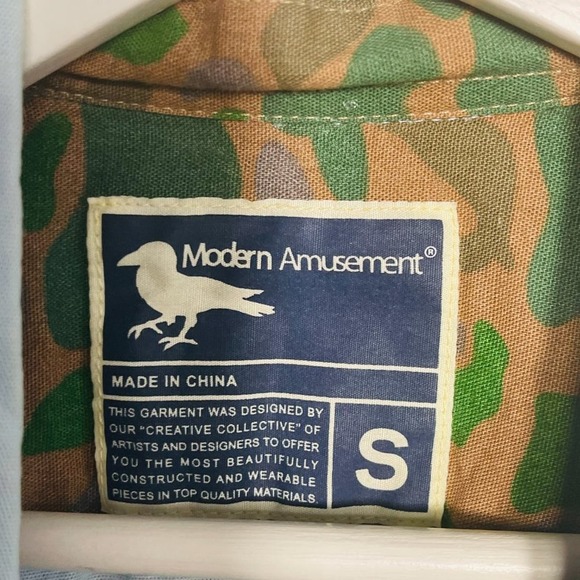 Modern Amusement®
MADE IN CHINA
THIS GARMENT WAS DESIGNED BY
OUR "CREATIVE COLLECTIVE" OF
ARTISTS AND DESIGNERS TO OFFER
YOU THE MOST BEAUTIFULLY
CONSTRUCTED AND WEARABLE
PIECES IN TOP QUALITY MATERIALS.
S